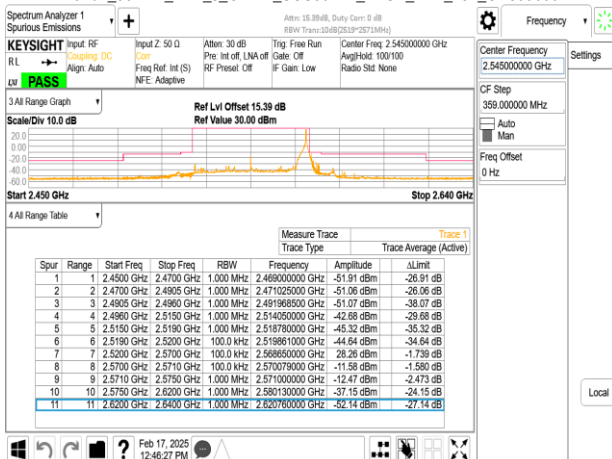 Spectrum Analyzer 1
Spurious Emissions
Attn: 15.39dB, Duty Corr: 0 dB
RBW Trans:10dB(2519~2571MHz)
Frequency
KEYSIGHT
RL
PASS
Input: RF
Coupling: DC
Align: Auto
Input Z: 50 Ω
Corr
Freq Ref: Int (S)
NFE: Adaptive
Atten: 30 dB
Pre: Int off, LNA off
RF Preset: Off
Trig: Free Run
Gate: Off
IF Gain: Low
Center Freq: 2.545000000 GHz
Avg|Hold: 100/100
Radio Std: None
Center Frequency
2.545000000 GHz
Settings
CF Step
359.000000 MHz
Auto
Man
Freq Offset
0 Hz
Local
3 All Range Graph
Scale/Div 10.0 dB
Ref Lvl Offset 15.39 dB
Ref Value 30.00 dBm
20.0
0.00
-20.0
-40.0
-60.0
Start 2.450 GHz
Stop 2.640 GHz
4 All Range Table
Measure Trace Trace 1
Trace Type Trace Average (Active)
Spur Range Start Freq Stop Freq RBW Frequency Amplitude ΔLimit
1 1 2.4500 GHz 2.4700 GHz 1.000 MHz 2.469000000 GHz -51.91 dBm -26.91 dB
2 2 2.4700 GHz 2.4905 GHz 1.000 MHz 2.471025000 GHz -51.06 dBm -26.06 dB
3 3 2.4905 GHz 2.4960 GHz 1.000 MHz 2.491968500 GHz -51.07 dBm -38.07 dB
4 4 2.4960 GHz 2.5150 GHz 1.000 MHz 2.514050000 GHz -42.68 dBm -29.68 dB
5 5 2.5150 GHz 2.5190 GHz 1.000 MHz 2.518780000 GHz -45.32 dBm -35.32 dB
6 6 2.5190 GHz 2.5200 GHz 100.0 kHz 2.519861000 GHz -44.64 dBm -34.64 dB
7 7 2.5200 GHz 2.5700 GHz 100.0 kHz 2.568650000 GHz 28.26 dBm -1.739 dB
8 8 2.5700 GHz 2.5710 GHz 100.0 kHz 2.570079000 GHz -11.58 dBm -1.580 dB
9 9 2.5710 GHz 2.5750 GHz 1.000 MHz 2.571000000 GHz -12.47 dBm -2.473 dB
10 10 2.5750 GHz 2.6200 GHz 1.000 MHz 2.580130000 GHz -37.15 dBm -24.15 dB
11 11 2.6200 GHz 2.6400 GHz 1.000 MHz 2.620760000 GHz -52.14 dBm -27.14 dB
Feb 17, 2025
12:46:27 PM